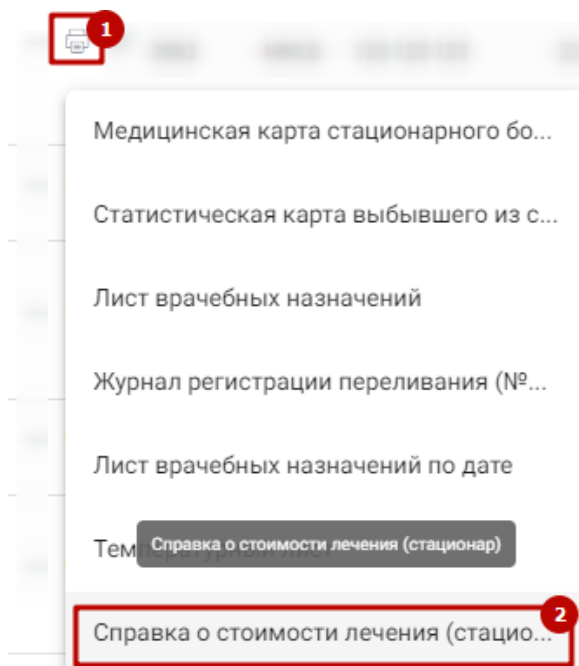 1
Медицинская карта стационарного бо...
Статистическая карта выбывшего из с...
Лист врачебных назначений
Журнал регистрации переливания (№...
Лист врачебных назначений по дате
Справка о стоимости лечения (стационар)
2
Справка о стоимости лечения (стацио...